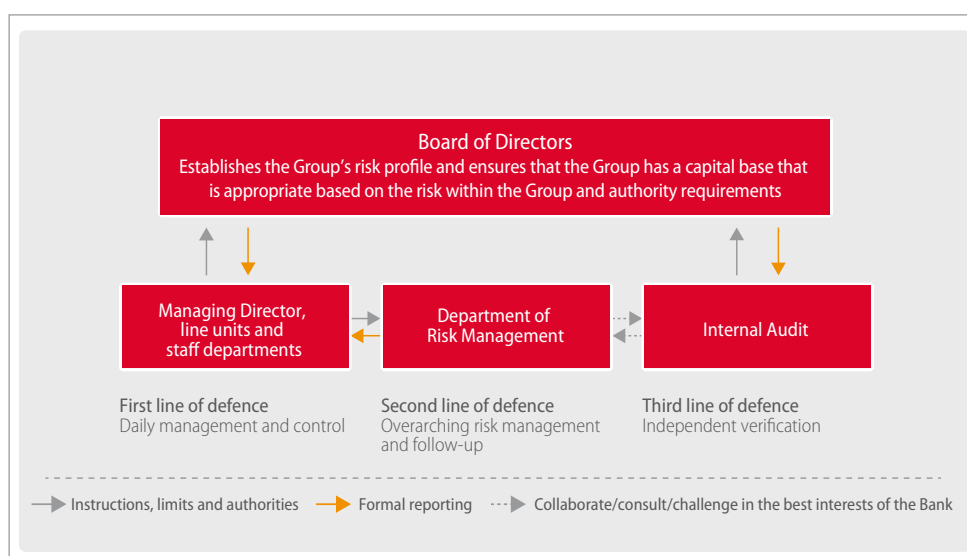 Board of Directors
Establishes the Group's risk profile and ensures that the Group has a capital base that
is appropriate based on the risk within the Group and authority requirements
Managing Director,
line units and
staff departments
Department of
Risk Management
Internal Audit
First line of defence
Daily management and control
Second line of defence
Overarching risk management
and follow-up
Third line of defence
Independent verification
Instructions, limits and authorities
Formal reporting
Collaborate/consult/challenge in the best interests of the Bank